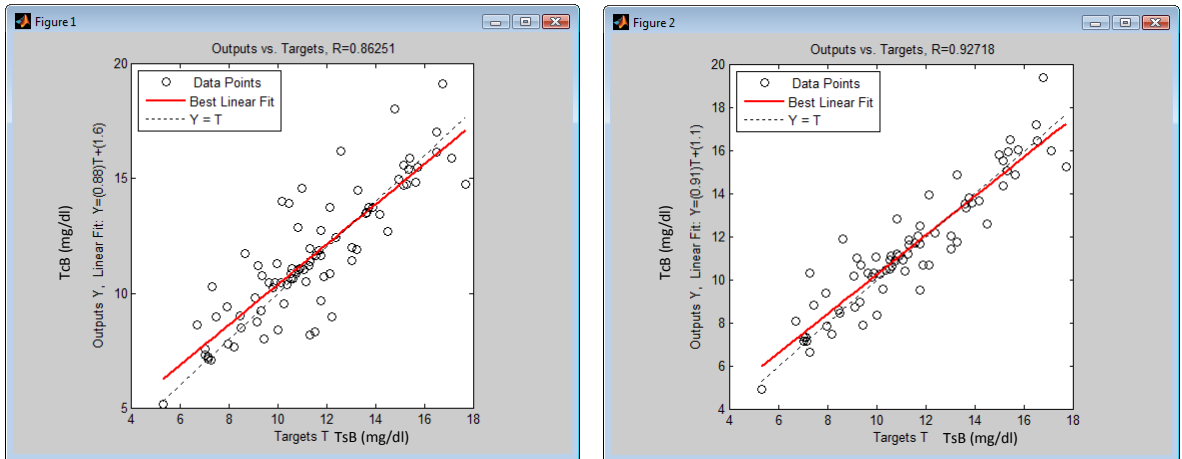 Figure 1
Outputs vs. Targets, R=0.86251
20
15
10
5
Data Points
Best Linear Fit
Y = T
TcB (mg/dl)
Outputs Y, Linear Fit: Y=(0.88)T+(1.6)
4 6 8 10 12 14 16 18
Targets T TsB (mg/dl)
Figure 2
Outputs vs. Targets, R=0.92718
20
18
16
14
12
10
8
6
4
Data Points
Best Linear Fit
Y = T
TcB (mg/dl)
Outputs Y, Linear Fit: Y=(0.91)T+(1.1)
4 6 8 10 12 14 16 18
Targets T TsB (mg/dl)